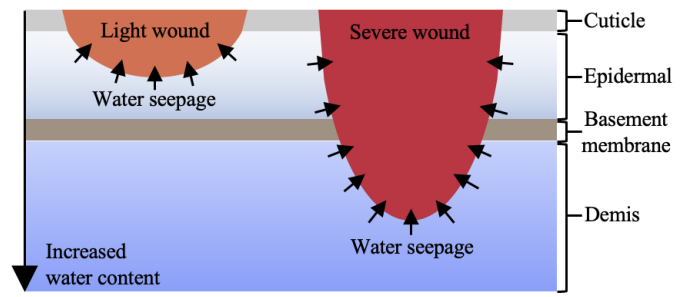 Light wound
Severe wound
Cuticle
Epidermal
Water seepage
Basement
membrane
Demis
Water seepage
Increased
water content